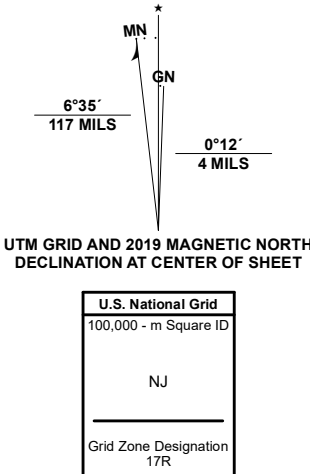 ★
MN
GN
6°35´
117 MILS
0°12´
4 MILS
UTM GRID AND 2019 MAGNETIC NORTH
DECLINATION AT CENTER OF SHEET
U.S. National Grid
100,000 - m Square ID
NJ
Grid Zone Designation
17R